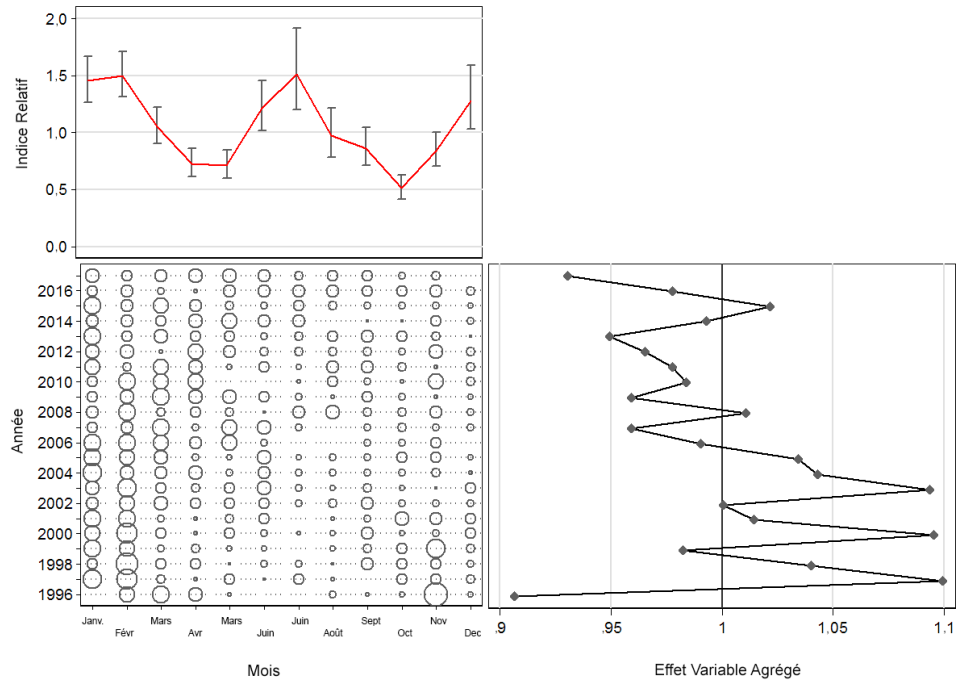 2,0
1,5
1,0
0,5
0,0
Indice Relatif
2016
2014
2012
2010
2008
2006
2004
2002
2000
1998
1996
Année
Janv. Févr Mars Avr Mars Juin Juin Août Sept Oct Nov Dec
Mois
,9 ,95 1 1,05 1,1
Effet Variable Agrégé